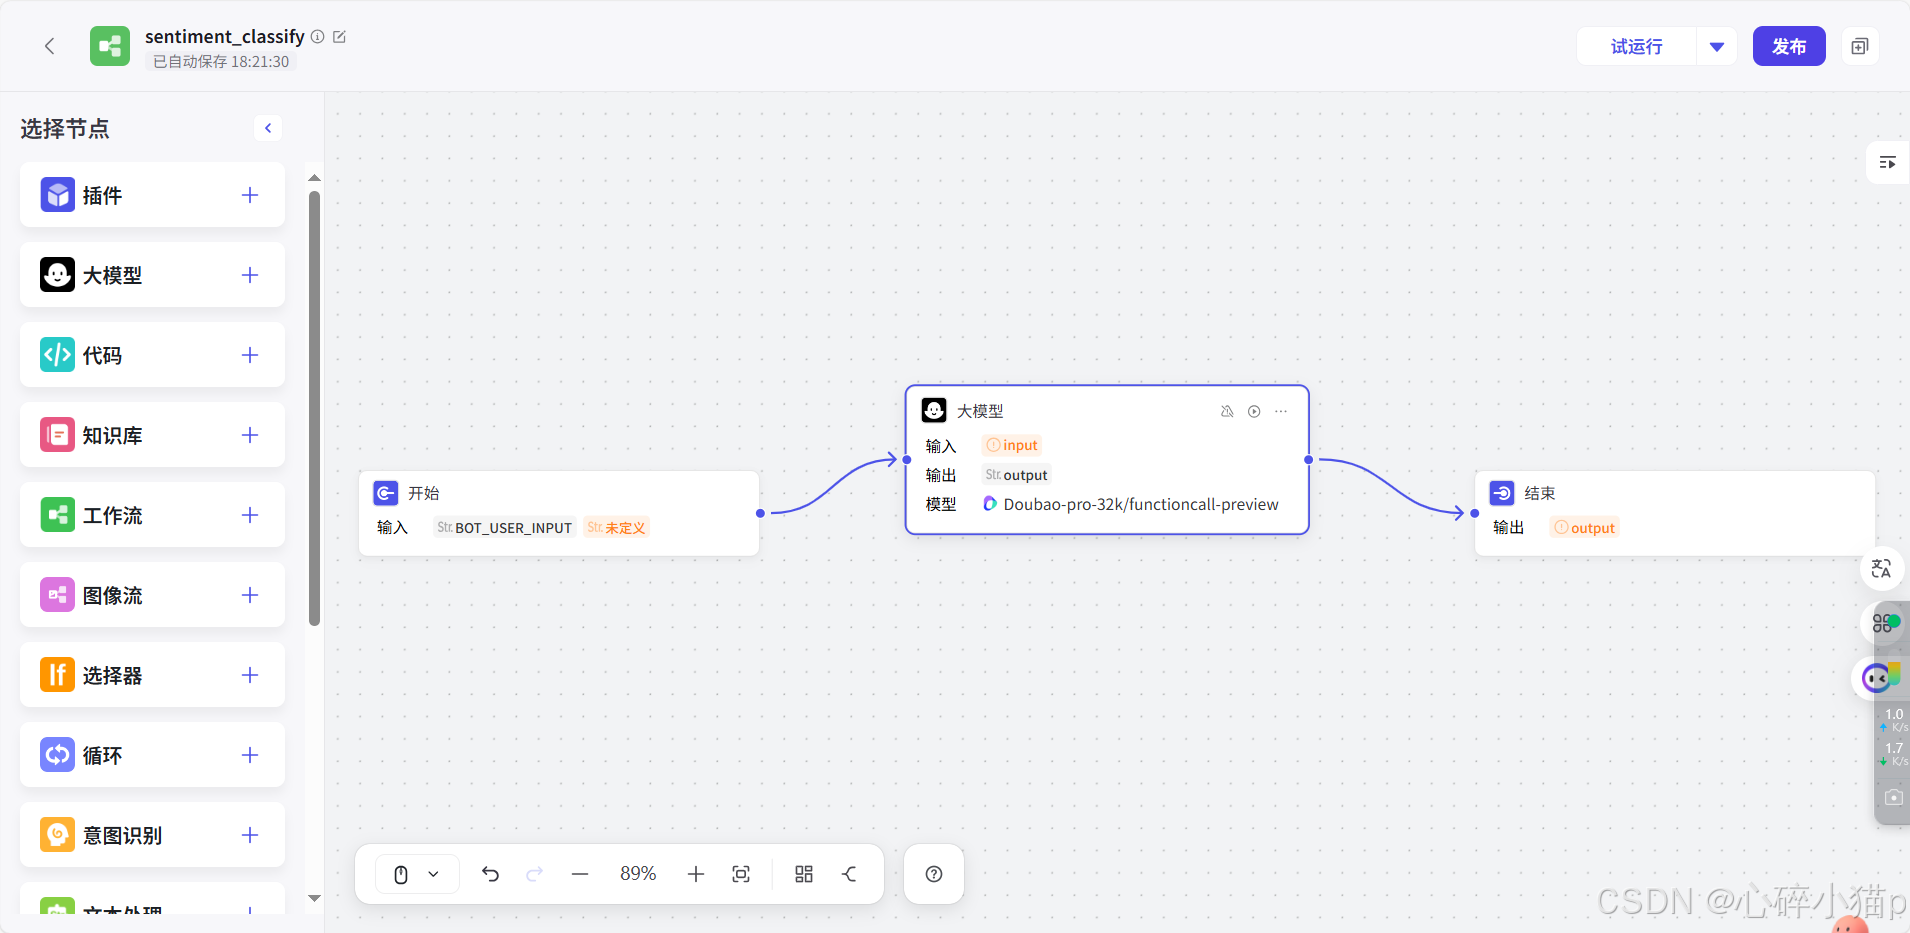 sentiment_classify
已自动保存 18:21:30
试运行
发布
选择节点
插件
大模型
代码
知识库
工作流
图像流
选择器
循环
意图识别
文本处理
开始
输入 Str. BOT_USER_INPUT Str. 未定义
大模型
输入 input
输出 Str. output
模型 Doubao-pro-32k/functioncall-preview
结束
输出 output
1.0
K/s
1.7
K/s
89%
CSDN @心碎小猫p